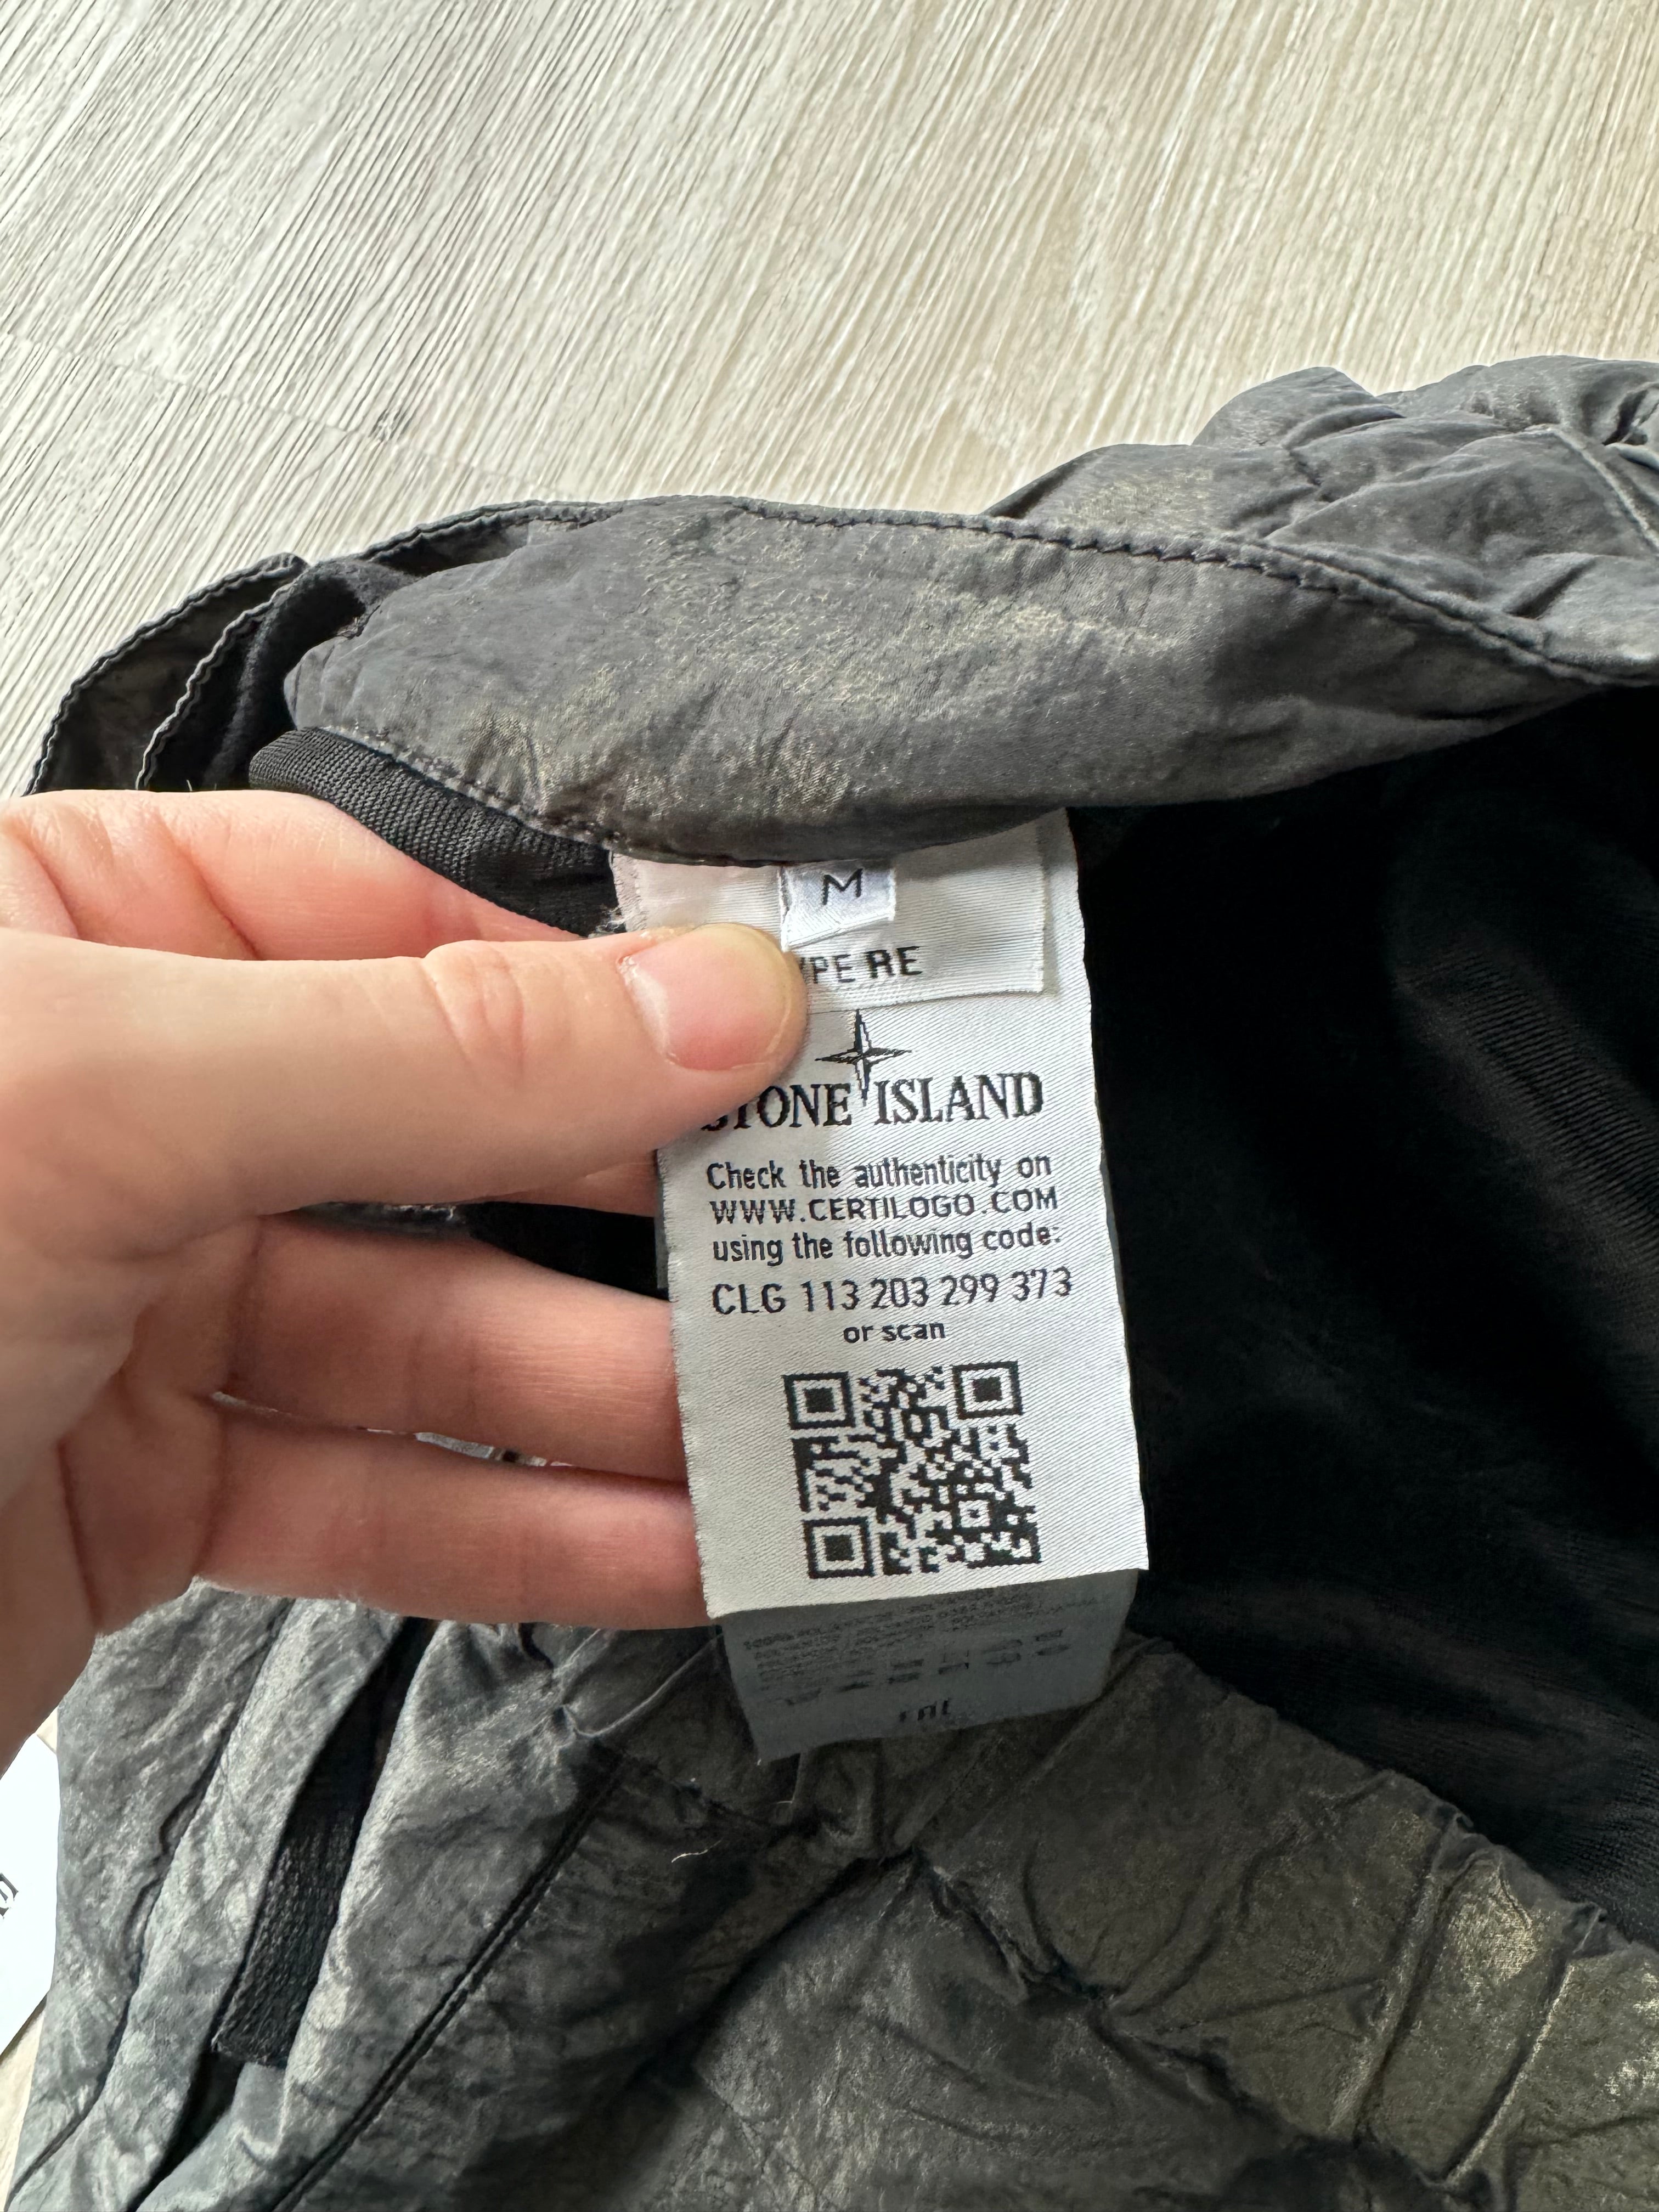 M
YPE RE
STONE ISLAND
Check the authenticity on
WWW.CERTILOGO.COM
using the following code:
CLG 113 203 299 373
or scan